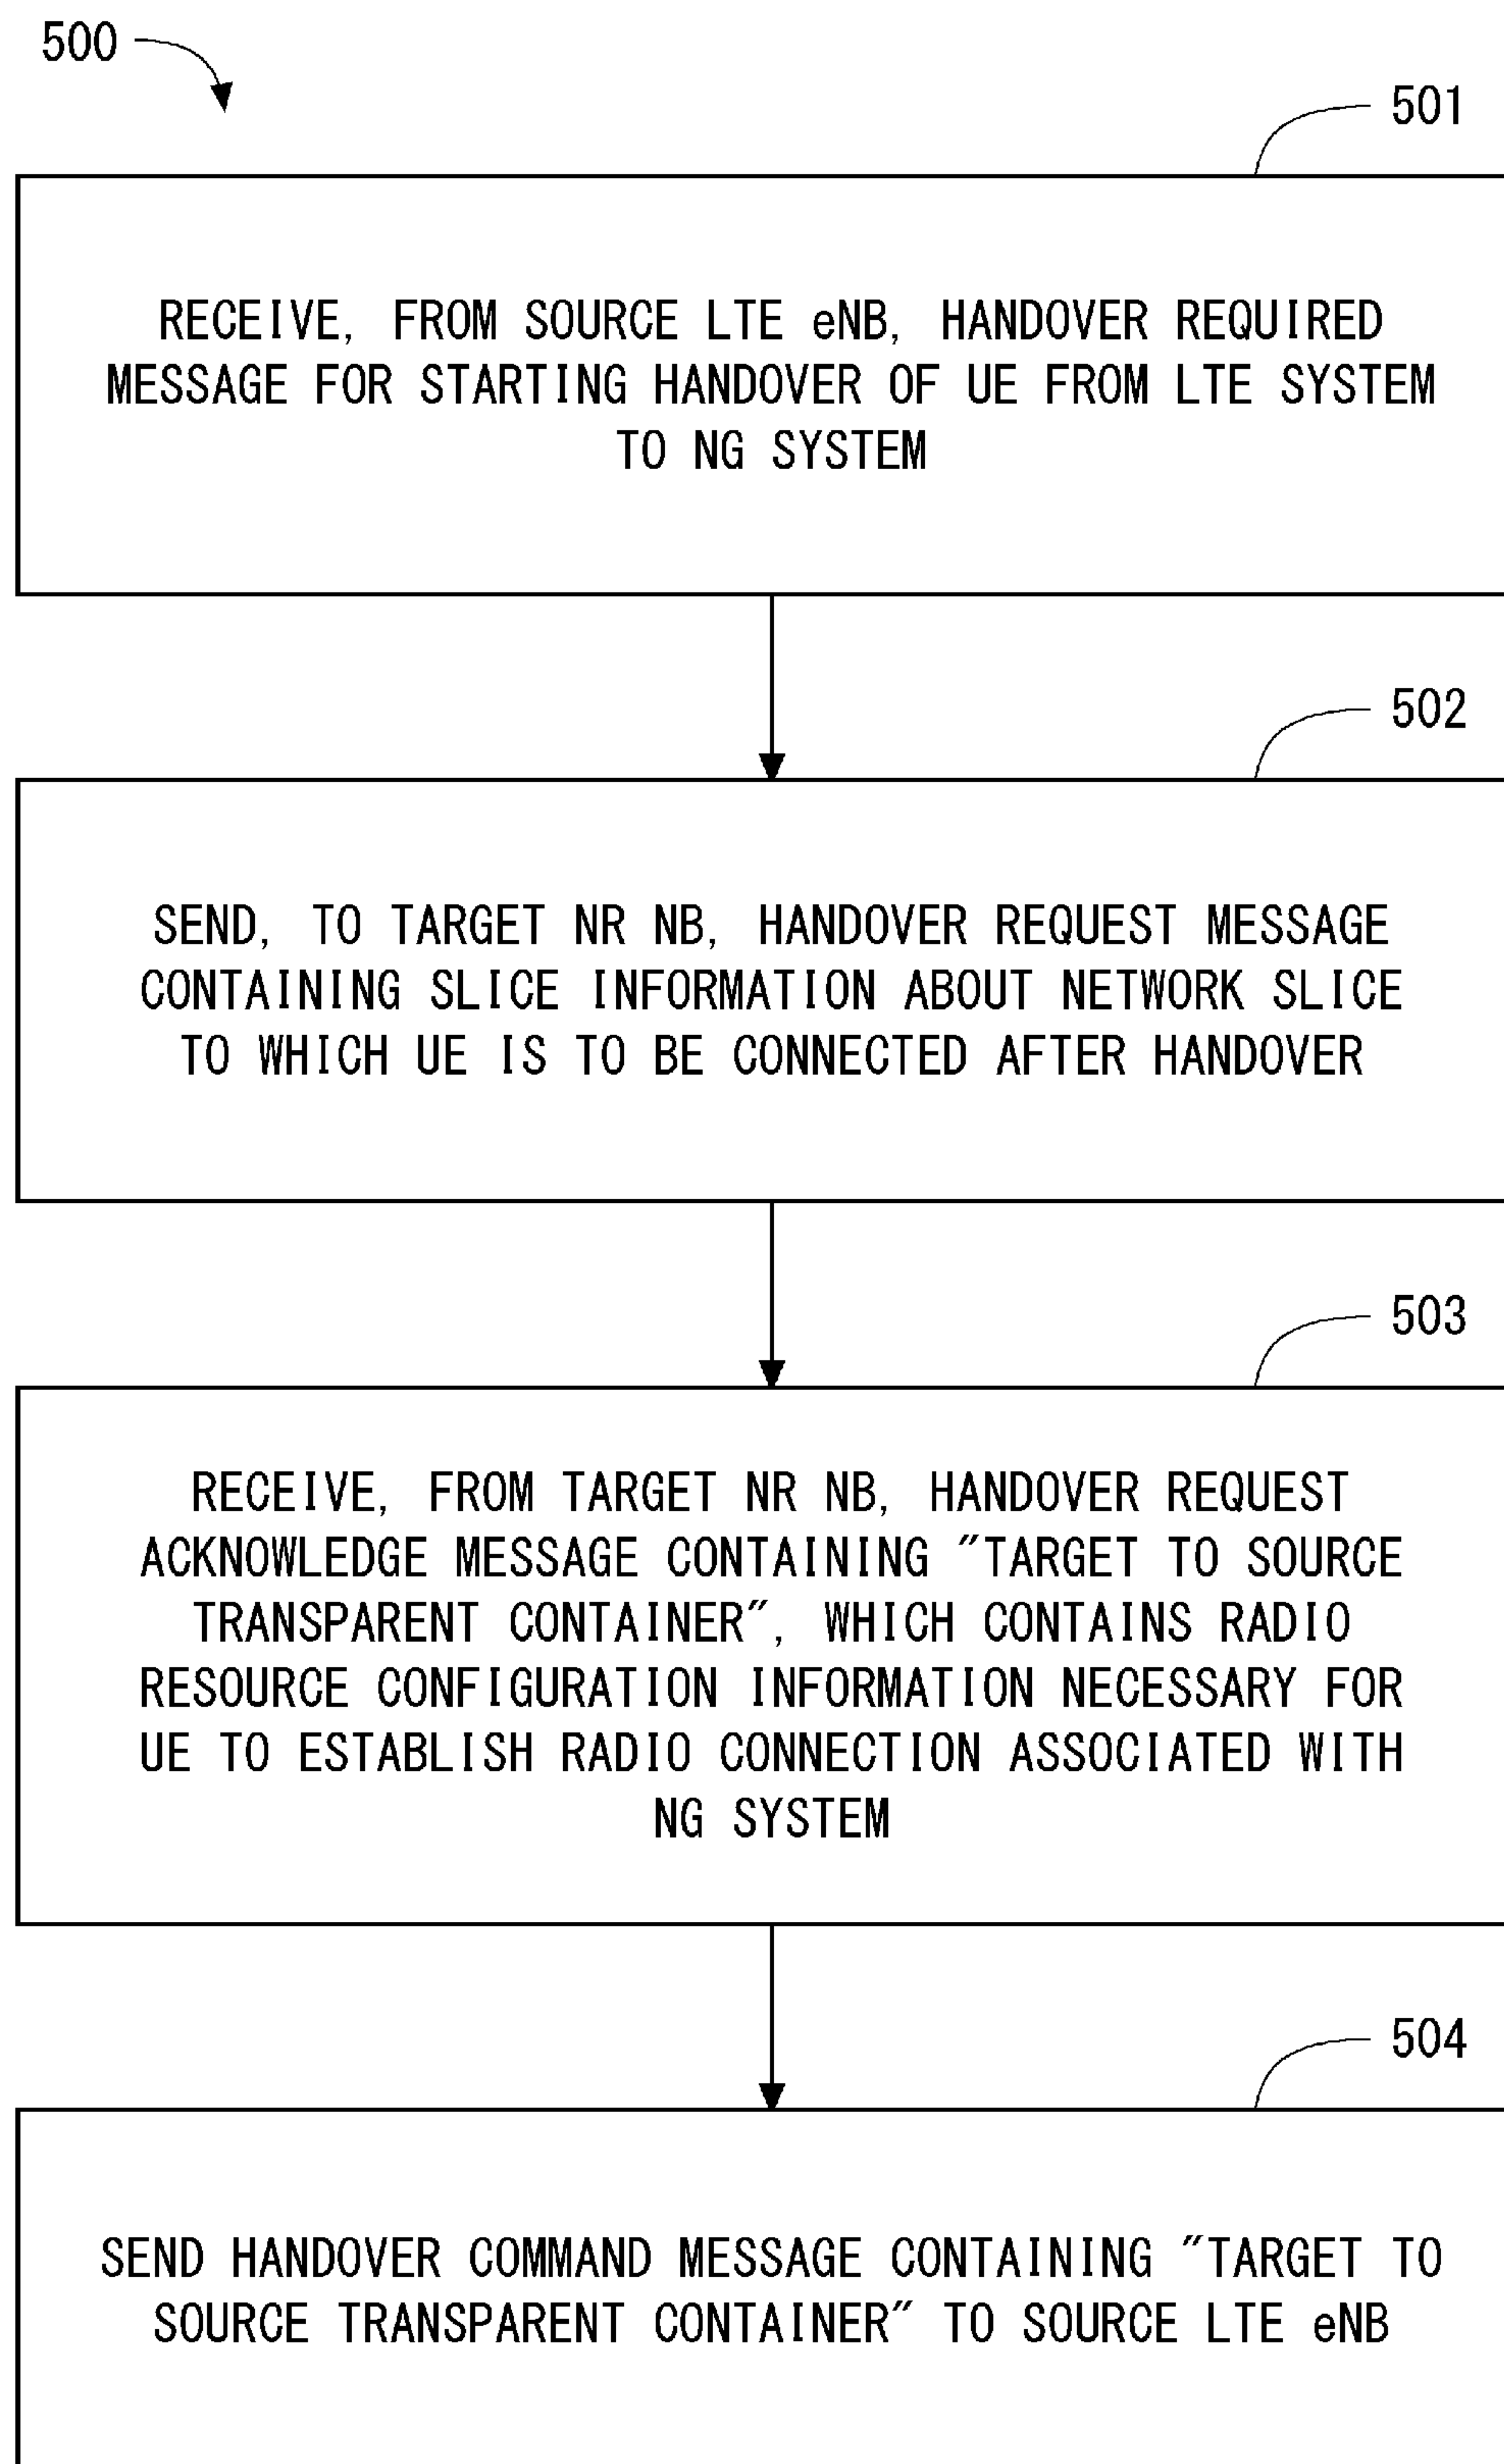 500
501
RECEIVE, FROM SOURCE LTE eNB, HANDOVER REQUIRED
MESSAGE FOR STARTING HANDOVER OF UE FROM LTE SYSTEM
TO NG SYSTEM
502
SEND, TO TARGET NR NB, HANDOVER REQUEST MESSAGE
CONTAINING SLICE INFORMATION ABOUT NETWORK SLICE
TO WHICH UE IS TO BE CONNECTED AFTER HANDOVER
503
RECEIVE, FROM TARGET NR NB, HANDOVER REQUEST
ACKNOWLEDGE MESSAGE CONTAINING "TARGET TO SOURCE
TRANSPARENT CONTAINER", WHICH CONTAINS RADIO
RESOURCE CONFIGURATION INFORMATION NECESSARY FOR
UE TO ESTABLISH RADIO CONNECTION ASSOCIATED WITH
NG SYSTEM
504
SEND HANDOVER COMMAND MESSAGE CONTAINING "TARGET TO
SOURCE TRANSPARENT CONTAINER" TO SOURCE LTE eNB